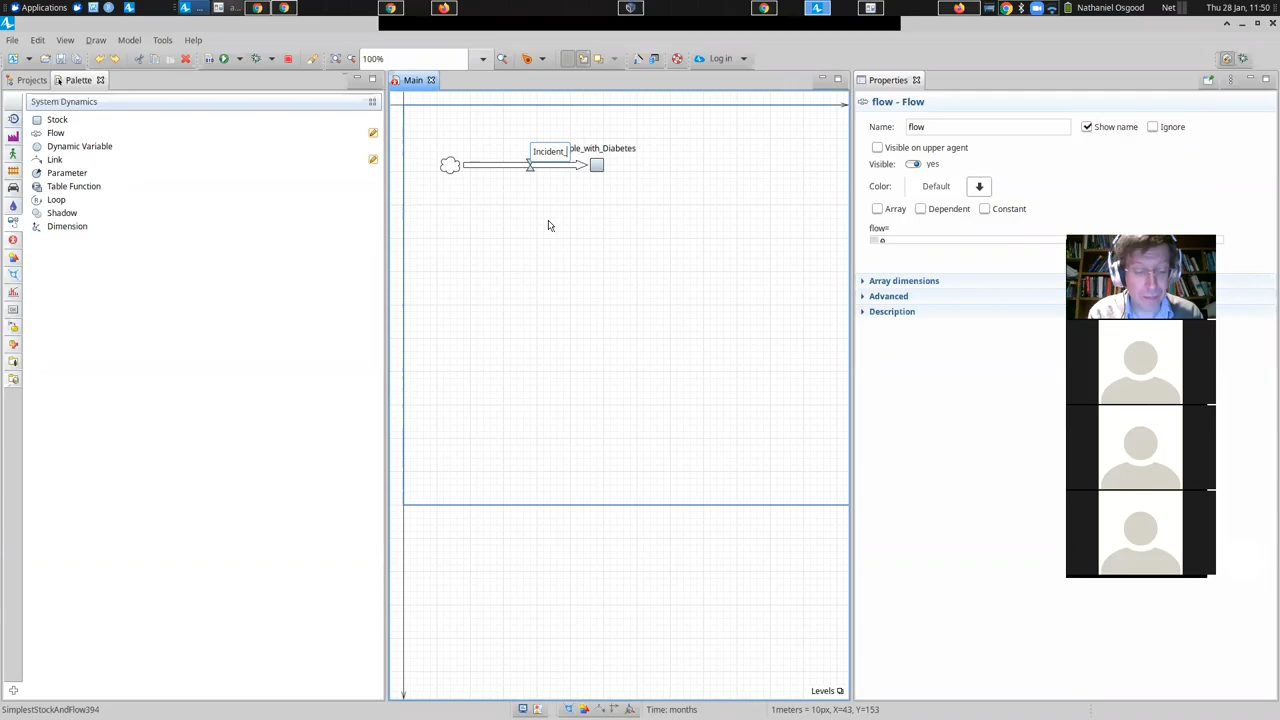 Applications
...
a...
Nathaniel Osgood
Net
Thu 28 Jan, 11:50
File Edit View Draw Model Tools Help
100%
Log in
Projects
Palette
Main
Properties
System Dynamics
Stock
Flow
Dynamic Variable
Link
Parameter
Table Function
Loop
Shadow
Dimension
Incident_
ple_with_Diabetes
flow - Flow
Name: flow
Show name
Ignore
Visible on upper agent
Visible: yes
Color: Default
Array
Dependent
Constant
flow=
Array dimensions
Advanced
Description
Levels
SimplestStockAndFlow394
Time: months
1meters = 10px, X=43, Y=153